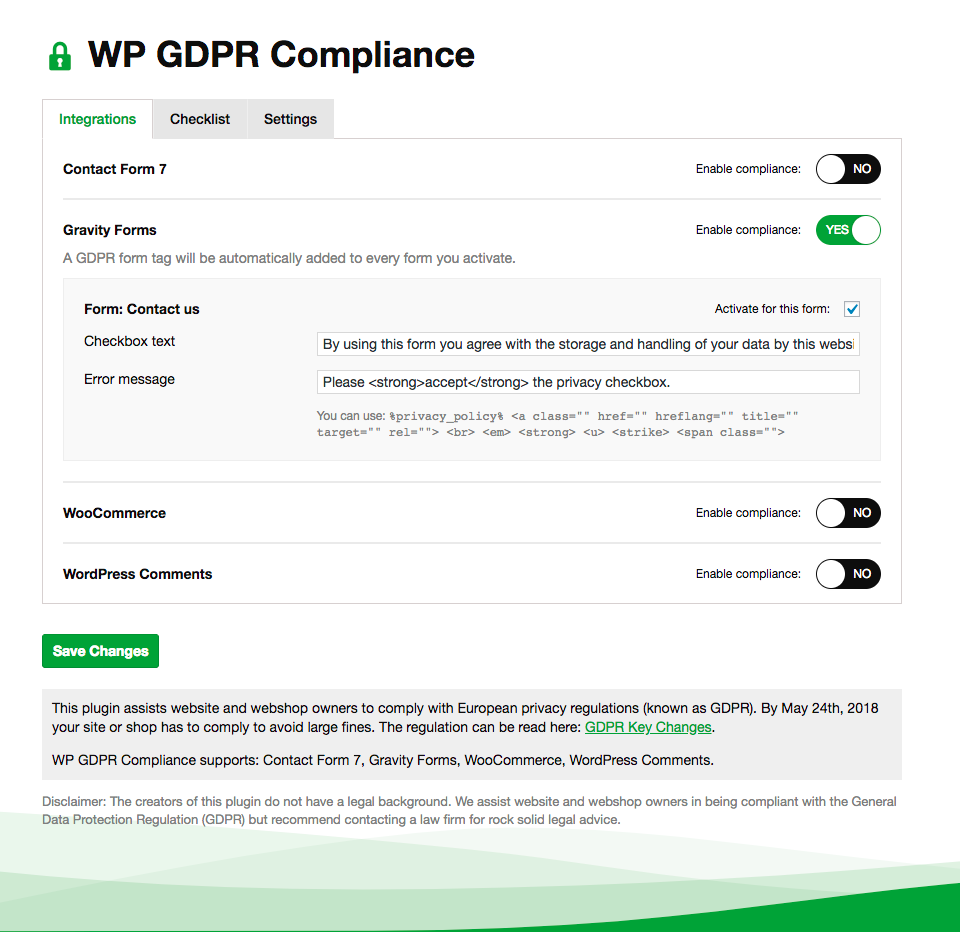 WP GDPR Compliance
Integrations Checklist Settings
Contact Form 7 Enable compliance: NO
Gravity Forms Enable compliance: YES
A GDPR form tag will be automatically added to every form you activate.
Form: Contact us Activate for this form:
Checkbox text By using this form you agree with the storage and handling of your data by this websi
Error message Please <strong>accept</strong> the privacy checkbox.
You can use: %privacy_policy% <a class="" href="" hreflang="" title=""
target="" rel=""> <br> <em> <strong> <u> <strike> <span class="">
WooCommerce Enable compliance: NO
WordPress Comments Enable compliance: NO
Save Changes
This plugin assists website and webshop owners to comply with European privacy regulations (known as GDPR). By May 24th, 2018
your site or shop has to comply to avoid large fines. The regulation can be read here: GDPR Key Changes.
WP GDPR Compliance supports: Contact Form 7, Gravity Forms, WooCommerce, WordPress Comments.
Disclaimer: The creators of this plugin do not have a legal background. We assist website and webshop owners in being compliant with the General
Data Protection Regulation (GDPR) but recommend contacting a law firm for rock solid legal advice.